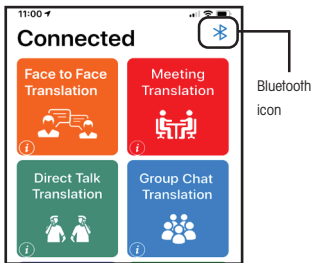 11:00
Connected
Face to Face
Translation
Meeting
Translation
Direct Talk
Translation
Group Chat
Translation
Bluetooth
icon